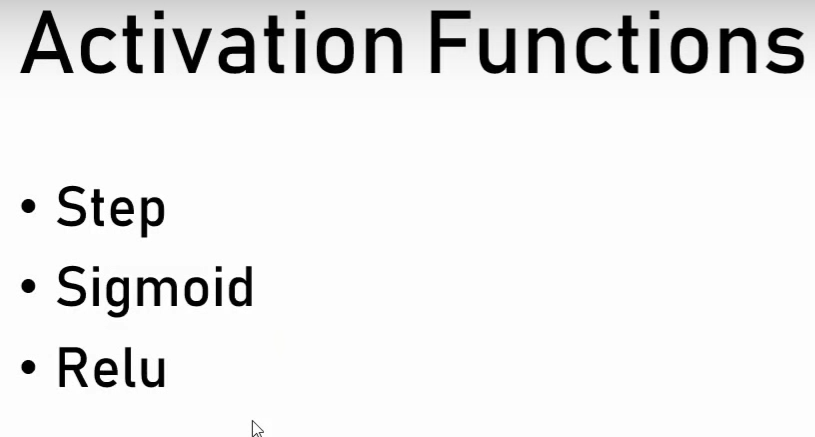 Activation Functions
• Step
• Sigmoid
• Relu